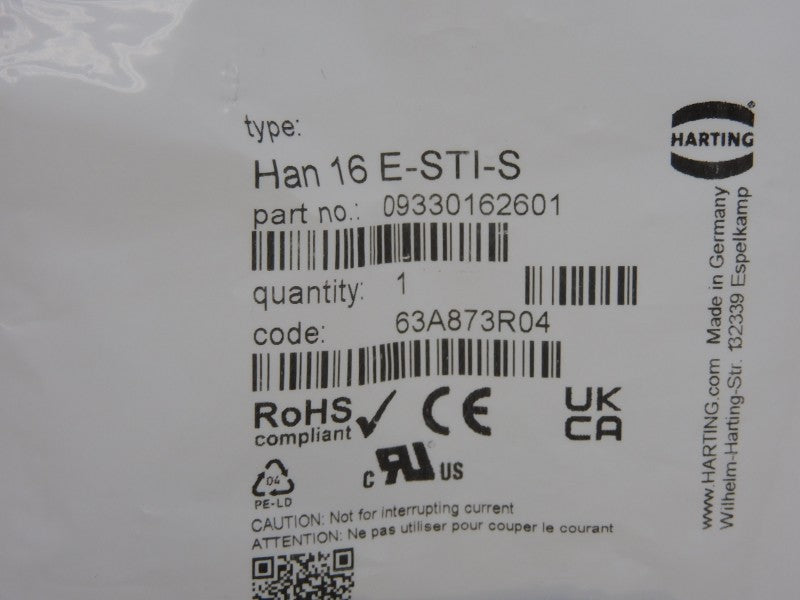 type:
Han 16 E-STI-S
part no.: 09330162601
quantity: 1
code: 63A873R04
RoHS
compliant
CE
UK
CA
04
PE-LD
c RU US
CAUTION: Not for interrupting current
ATTENTION: Ne pas utiliser pour couper le courant
HARTING
www.HARTING.com Made in Germany
Wilhelm-Harting-Str. 132339 Espelkamp